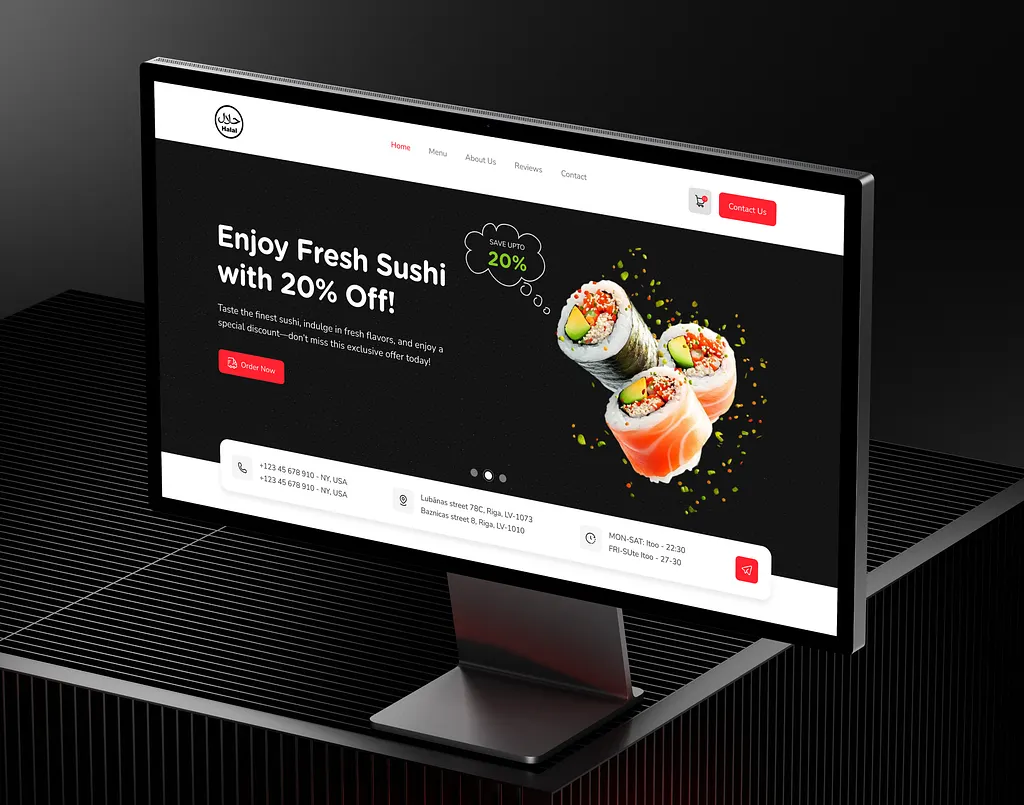 حلال
Halal
Home
Menu
About Us
Reviews
Contact
Contact Us
Enjoy Fresh Sushi
with 20% Off!
Taste the finest sushi, indulge in fresh flavors, and enjoy a
special discount—don't miss this exclusive offer today!
Order Now
SAVE UPTO
20%
+123 45 678 910 - NY, USA
+123 45 678 910 - NY, USA
Lubānas street 78C, Riga, LV-1073
Baznicas street 8, Riga, LV-1010
MON-SAT: Itoo - 22:30
FRI-SUte Itoo - 27-30